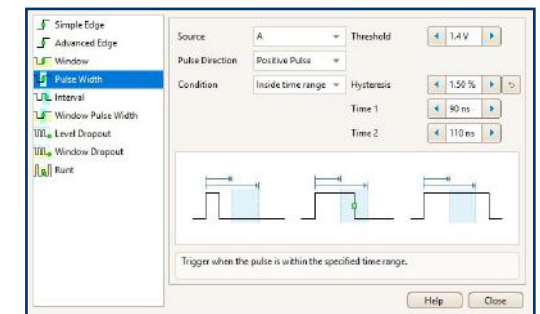 Simple Edge
Advanced Edge
Window
Pulse Width
Interval
Window Pulse Width
Level Dropout
Window Dropout
Runt
Source A Threshold 1.4 V
Pulse Direction Positive Pulse
Condition Inside time range Hysteresis 1.50 %
Time 1 90 ns
Time 2 110 ns
Trigger when the pulse is within the specified time range.
Help Close